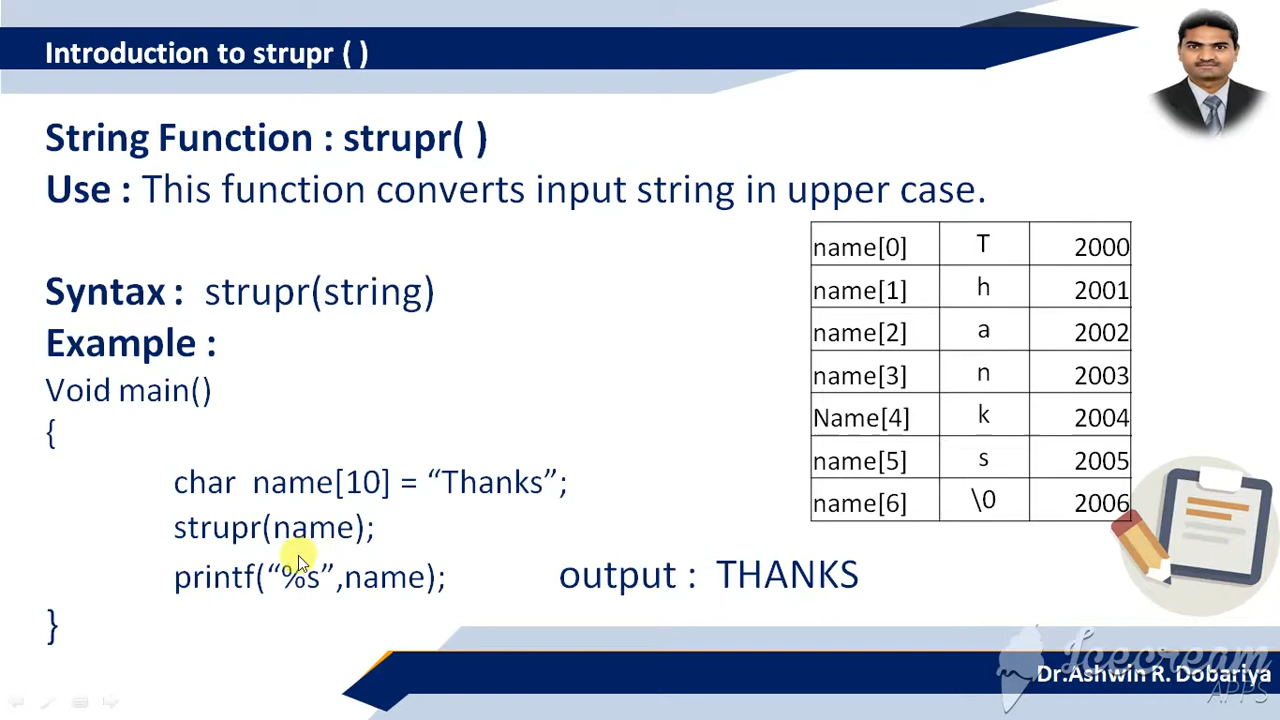 Introduction to strupr ( )
String Function : strupr( )
Use : This function converts input string in upper case.
Syntax : strupr(string)
Example :
Void main()
{
char name[10] = “Thanks”;
strupr(name);
printf(“%s”,name);
}
output : THANKS
name[0] T 2000
name[1] h 2001
name[2] a 2002
name[3] n 2003
Name[4] k 2004
name[5] s 2005
name[6] \0 2006
Icecream
APPS
Dr.Ashwin R. Dobariya